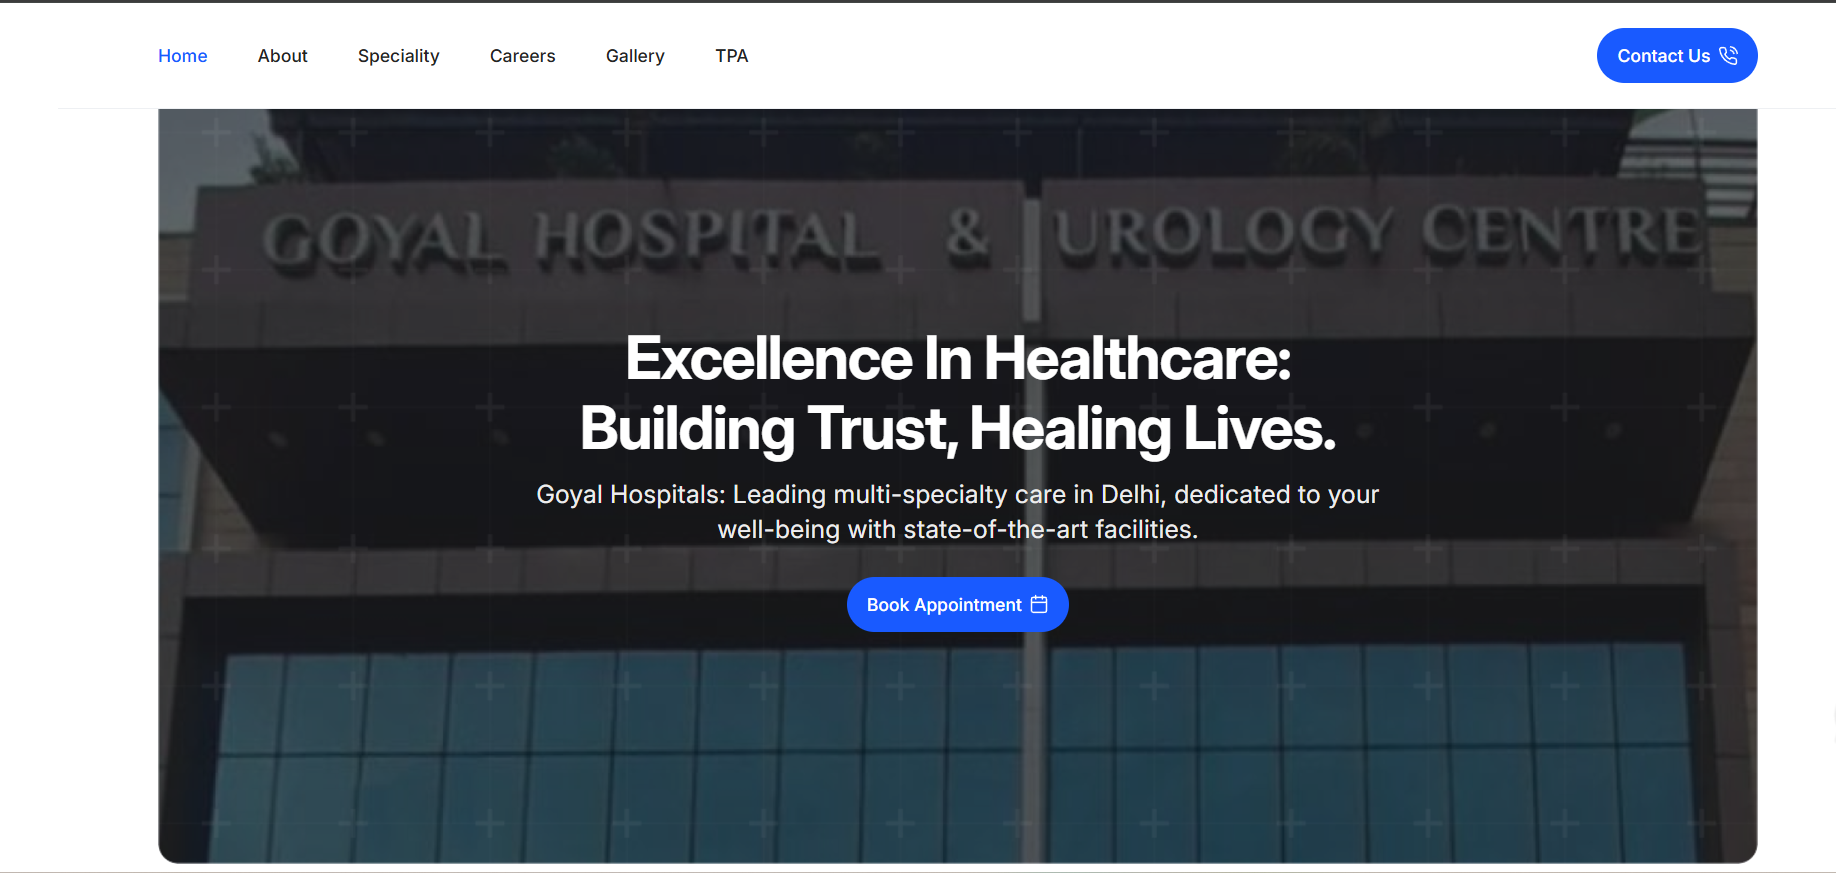 Home About Speciality Careers Gallery TPA Contact Us
GOYAL HOSPITAL & UROLOGY CENTRE
Excellence In Healthcare:
Building Trust, Healing Lives.
Goyal Hospitals: Leading multi-specialty care in Delhi, dedicated to your
well-being with state-of-the-art facilities.
Book Appointment